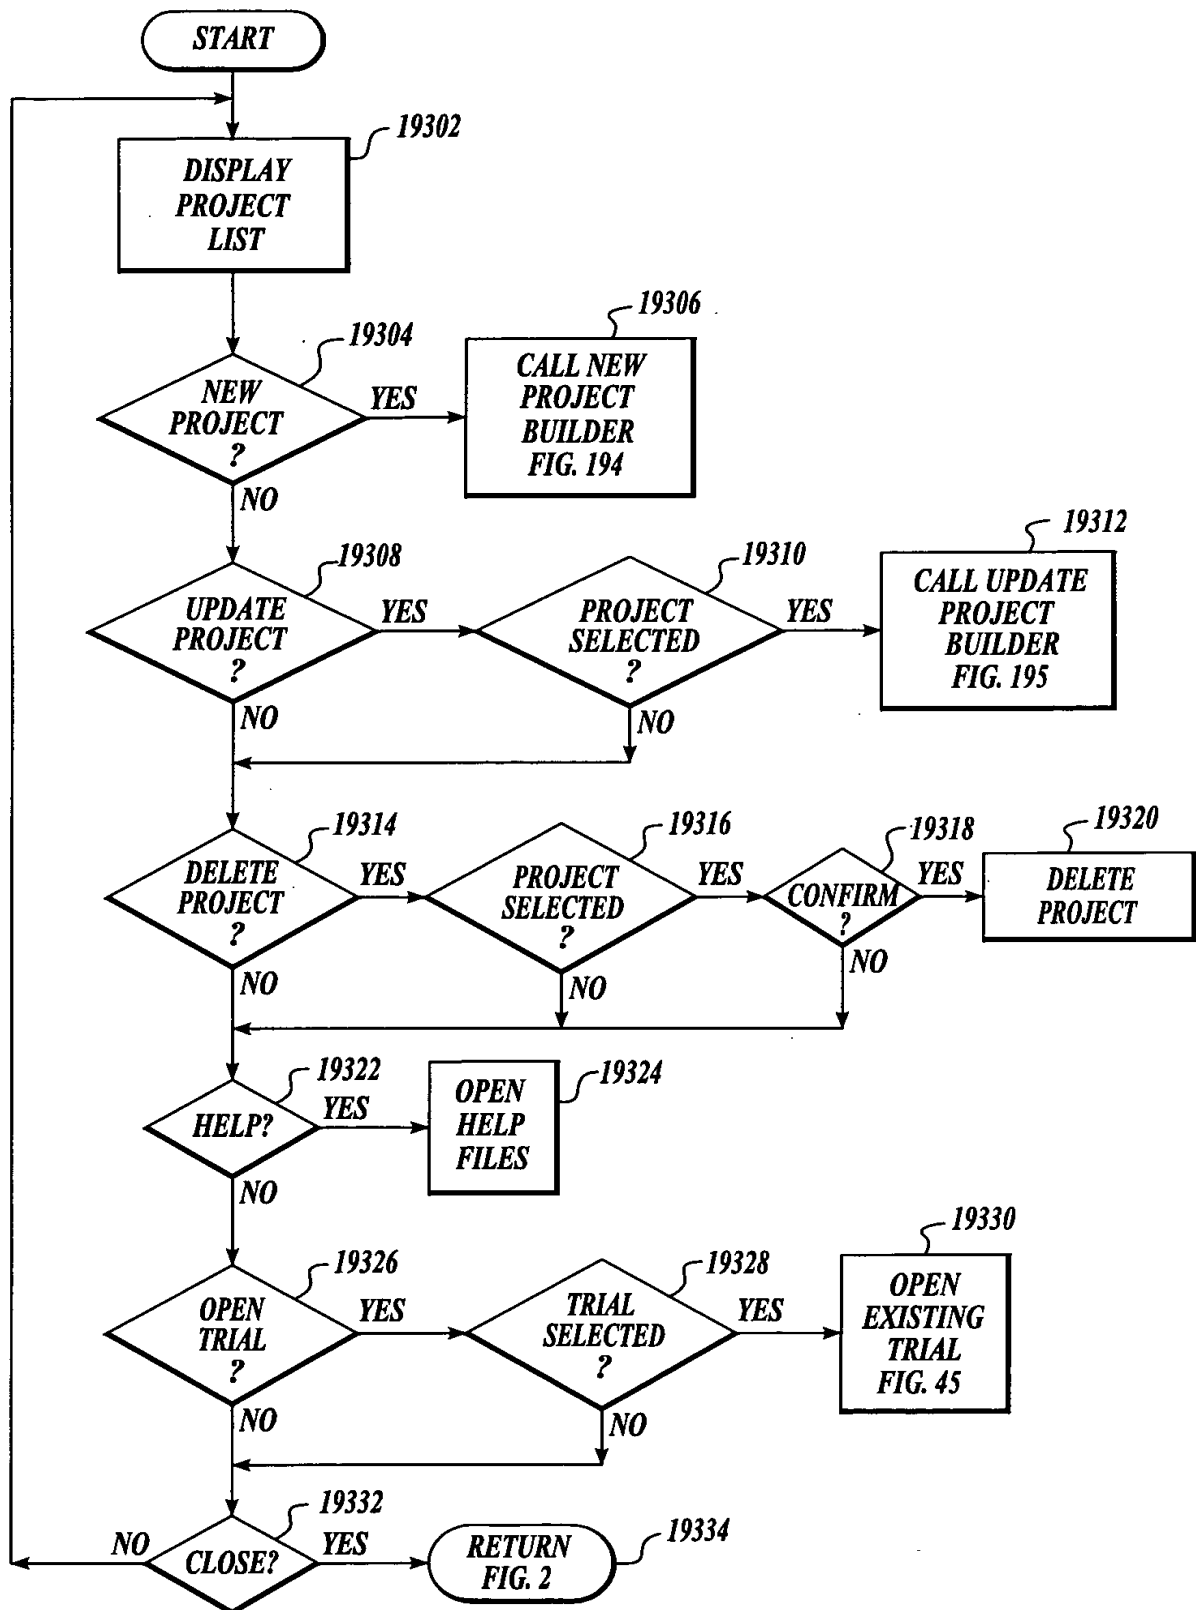 START
19302
DISPLAY
PROJECT
LIST
19304
19306
NEW
PROJECT
?
YES
CALL NEW
PROJECT
BUILDER
FIG. 194
NO
19308
19310
19312
UPDATE
PROJECT
?
YES
PROJECT
SELECTED
?
YES
CALL UPDATE
PROJECT
BUILDER
FIG. 195
NO
NO
19314
19316
19318
19320
DELETE
PROJECT
?
YES
PROJECT
SELECTED
?
YES
CONFIRM
?
YES
DELETE
PROJECT
NO
NO
NO
19322
19324
HELP?
YES
OPEN
HELP
FILES
NO
19326
19328
19330
OPEN
TRIAL
?
YES
TRIAL
SELECTED
?
YES
OPEN
EXISTING
TRIAL
FIG. 45
NO
NO
19332
19334
NO
CLOSE?
YES
RETURN
FIG. 2